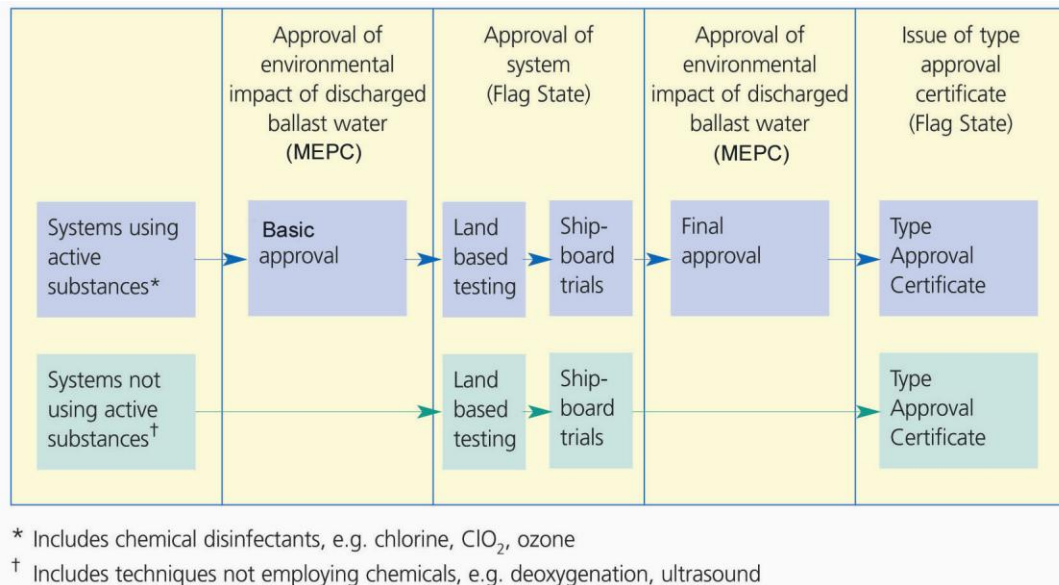 Approval of
environmental
impact of discharged
ballast water
(MEPC)
Approval of
system
(Flag State)
Approval of
environmental
impact of discharged
ballast water
(MEPC)
Issue of type
approval
certificate
(Flag State)
Systems using
active
substances*
Basic
approval
Land
based
testing
Ship-
board
trials
Final
approval
Type
Approval
Certificate
Systems not
using active
substances†
Land
based
testing
Ship-
board
trials
Type
Approval
Certificate
* Includes chemical disinfectants, e.g. chlorine, ClO₂, ozone
† Includes techniques not employing chemicals, e.g. deoxygenation, ultrasound